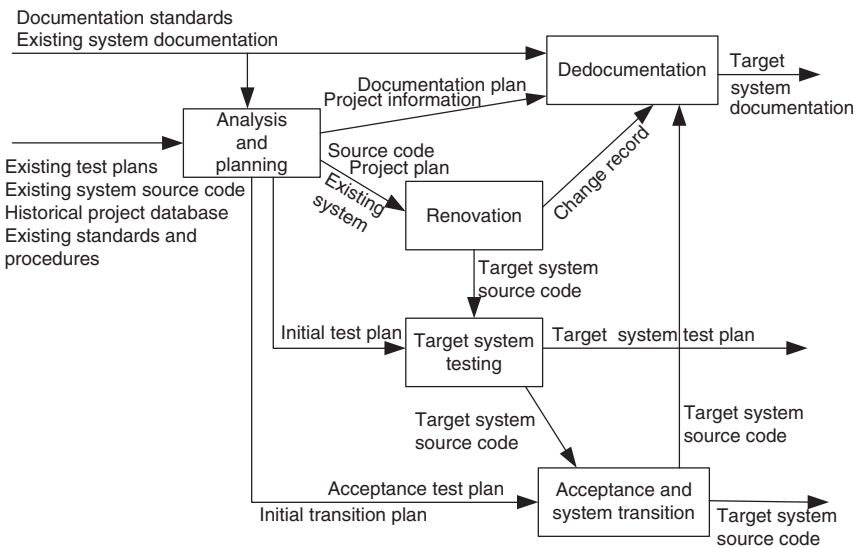 Documentation standards
Existing system documentation
Dedocumentation
Target
system
documentation
Documentation plan
Project information
Analysis
and
planning
Existing test plans
Existing system source code
Historical project database
Existing standards and
procedures
Source code
Project plan
Existing
system
Renovation
Change record
Target system
source code
Initial test plan
Target system
testing
Target system test plan
Target system
source code
Target system
source code
Acceptance test plan
Initial transition plan
Acceptance and
system transition
Target system
source code